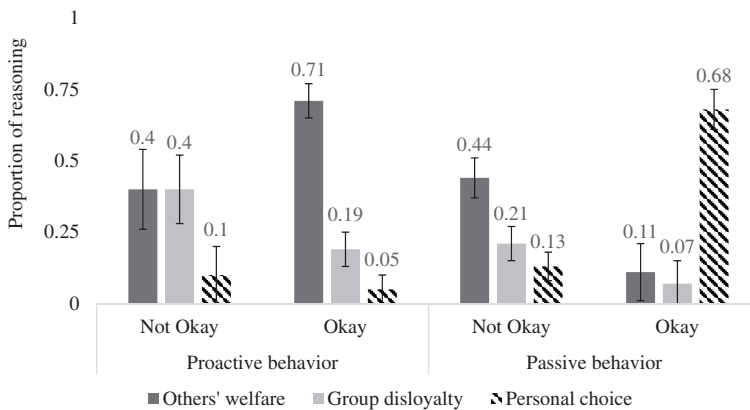 1
0.75
0.5
0.25
0
Proportion of reasoning
0.4
0.4
0.1
0.71
0.19
0.05
0.44
0.21
0.13
0.11
0.07
0.68
Not Okay
Okay
Not Okay
Okay
Proactive behavior
Passive behavior
Others' welfare
Group disloyalty
Personal choice